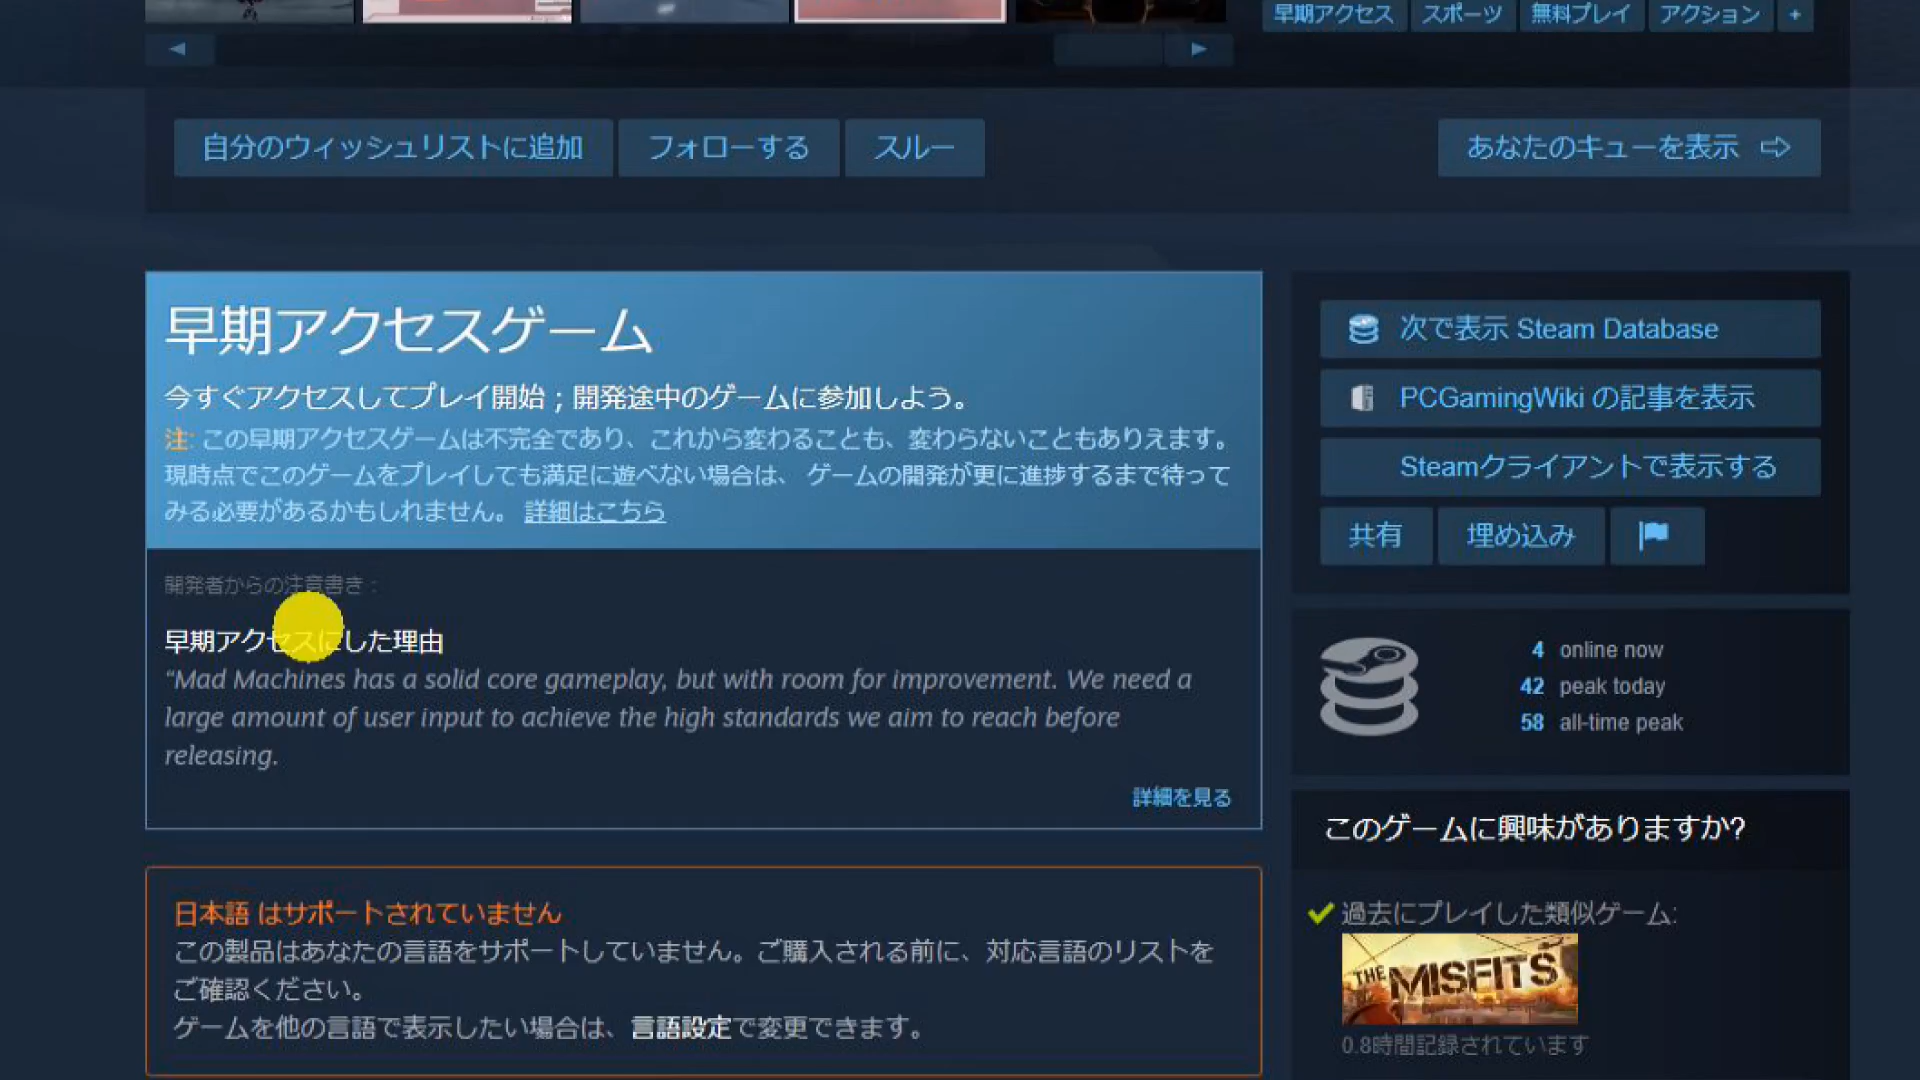 早期アクセス スポーツ 無料プレイ アクション +
自分のウィッシュリストに追加 フォローする スルー あなたのキューを表示
早期アクセスゲーム
今すぐアクセスしてプレイ開始；開発途中のゲームに参加しよう。
注: この早期アクセスゲームは不完全であり、これから変わることも、変わらないこともありえます。
現時点でこのゲームをプレイしても満足に遊べない場合は、 ゲームの開発が更に進捗するまで待って
みる必要があるかもしれません。 詳細はこちら
開発者からの注意書き：
早期アクセスにした理由
“Mad Machines has a solid core gameplay, but with room for improvement. We need a
large amount of user input to achieve the high standards we aim to reach before
releasing.
詳細を見る
日本語 はサポートされていません
この製品はあなたの言語をサポートしていません。ご購入される前に、対応言語のリストを
ご確認ください。
ゲームを他の言語で表示したい場合は、言語設定で変更できます。
次で表示 Steam Database
PCGamingWiki の記事を表示
Steamクライアントで表示する
共有 埋め込み
4 online now
42 peak today
58 all-time peak
このゲームに興味がありますか?
過去にプレイした類似ゲーム:
THE MISFITS
0.8時間記録されています